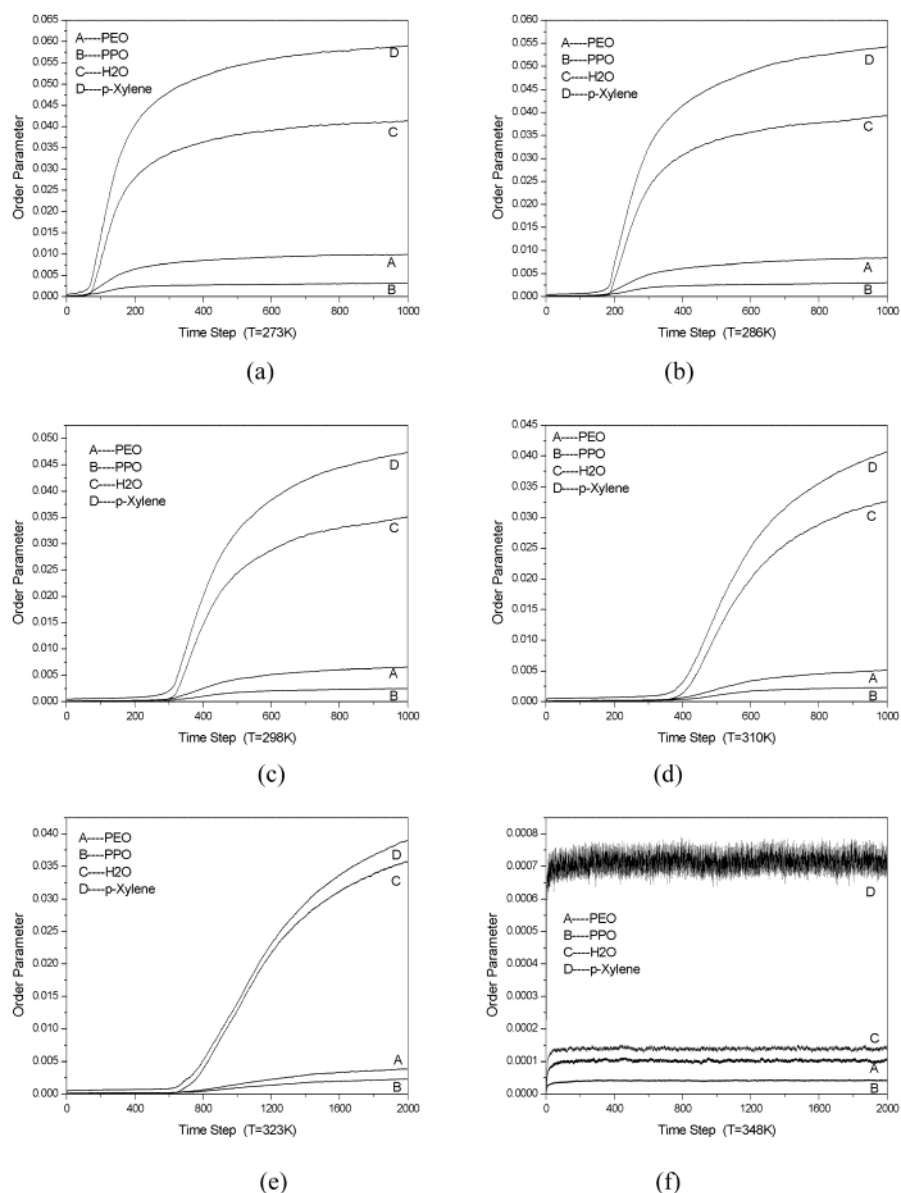 A----PEO
B----PPO
C----H2O
D----p-Xylene
Order Parameter
0.065
0.060
0.055
0.050
0.045
0.040
0.035
0.030
0.025
0.020
0.015
0.010
0.005
0.000
D
C
A
B
0 200 400 600 800 1000
Time Step (T=273K)
(a)
A----PEO
B----PPO
C----H2O
D----p-Xylene
Order Parameter
0.065
0.060
0.055
0.050
0.045
0.040
0.035
0.030
0.025
0.020
0.015
0.010
0.005
0.000
D
C
A
B
0 200 400 600 800 1000
Time Step (T=286K)
(b)
A----PEO
B----PPO
C----H2O
D----p-Xylene
Order Parameter
0.050
0.045
0.040
0.035
0.030
0.025
0.020
0.015
0.010
0.005
0.000
D
C
A
B
0 200 400 600 800 1000
Time Step (T=298K)
(c)
A----PEO
B----PPO
C----H2O
D----p-Xylene
Order Parameter
0.045
0.040
0.035
0.030
0.025
0.020
0.015
0.010
0.005
0.000
D
C
A
B
0 200 400 600 800 1000
Time Step (T=310K)
(d)
A----PEO
B----PPO
C----H2O
D----p-Xylene
Order Parameter
0.040
0.035
0.030
0.025
0.020
0.015
0.010
0.005
0.000
D
C
A
B
0 400 800 1200 1600 2000
Time Step (T=323K)
(e)
Order Parameter
0.0008
0.0007
0.0006
0.0005
0.0004
0.0003
0.0002
0.0001
0.0000
D
A----PEO
B----PPO
C----H2O
D----p-Xylene
C
A
B
0 400 800 1200 1600 2000
Time Step (T=348K)
(f)